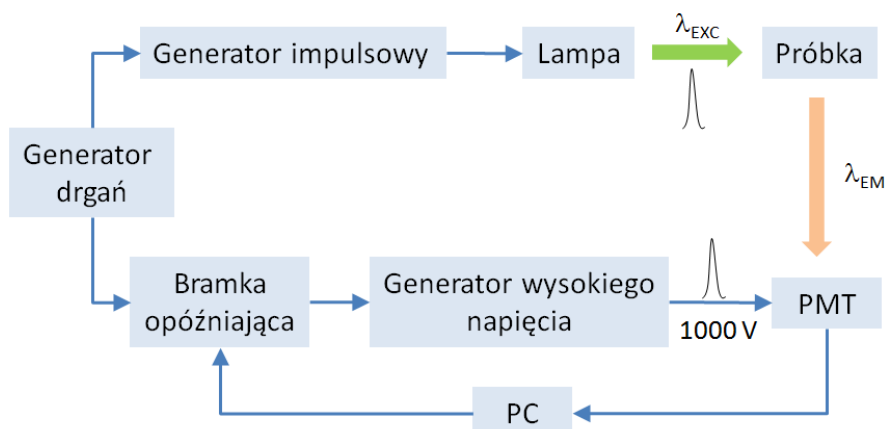 Generator impulsowy
Lampa
λEXC
Próbka
Generator
drgań
λEM
Bramka
opóźniająca
Generator wysokiego
napięcia
1000 V
PMT
PC